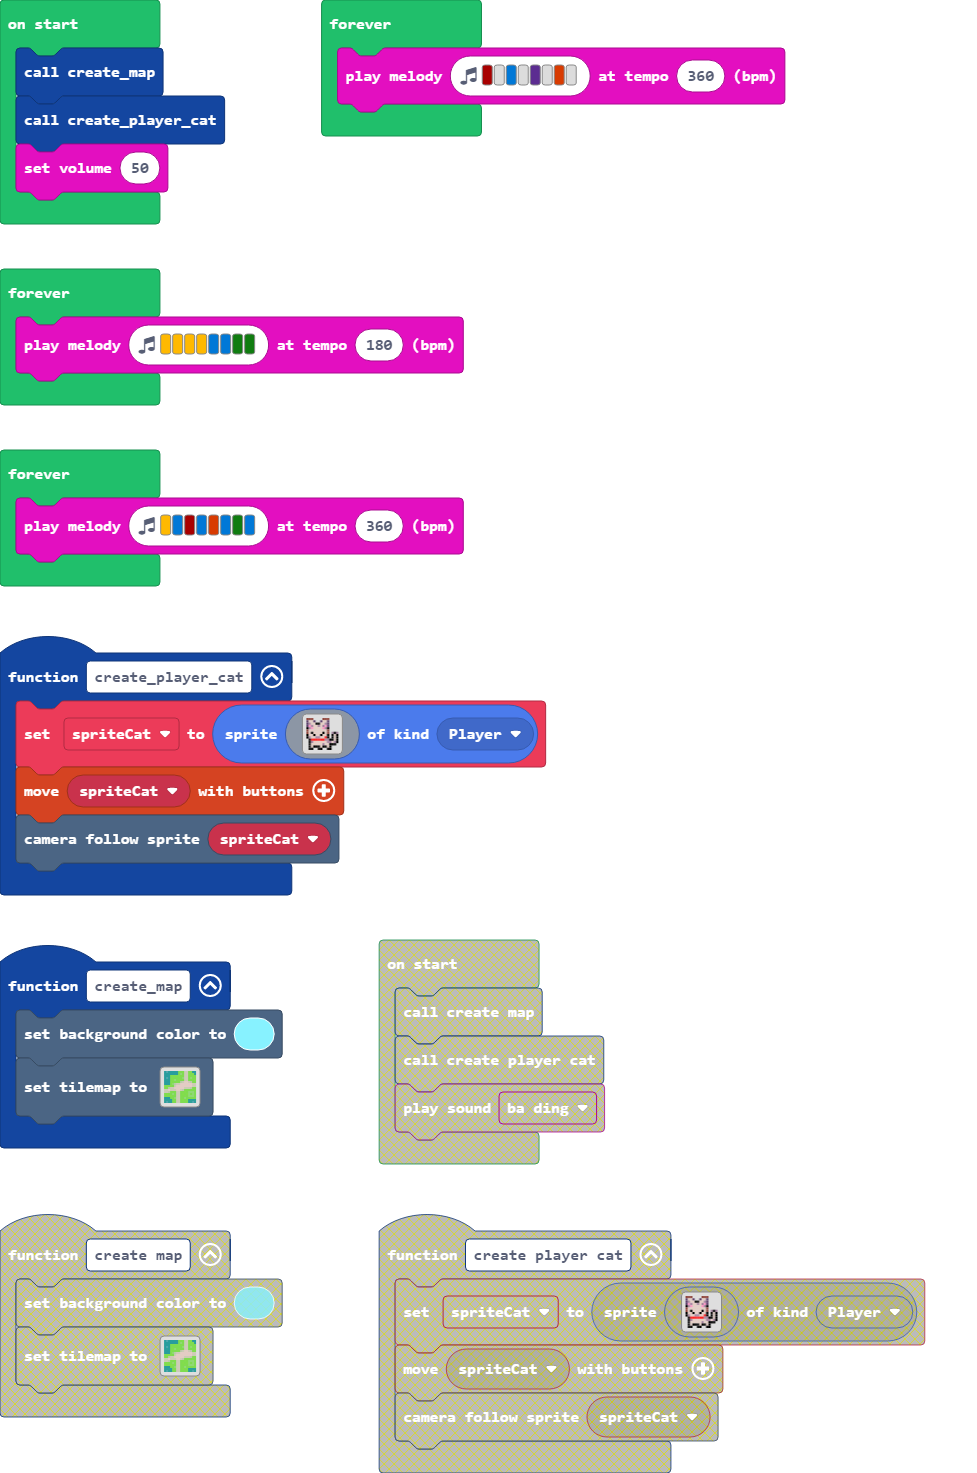 on start
call create_map
call create_player_cat
set volume 50
forever
play melody at tempo 360 (bpm)
forever
play melody at tempo 180 (bpm)
forever
play melody at tempo 360 (bpm)
function create_player_cat
set spriteCat to sprite of kind Player
move spriteCat with buttons
camera follow sprite spriteCat
function create_map
set background color to
set tilemap to
on start
call create map
call create player cat
play sound ba ding
function create map
set background color to
set tilemap to
function create player cat
set spriteCat to sprite of kind Player
move spriteCat with buttons
camera follow sprite spriteCat